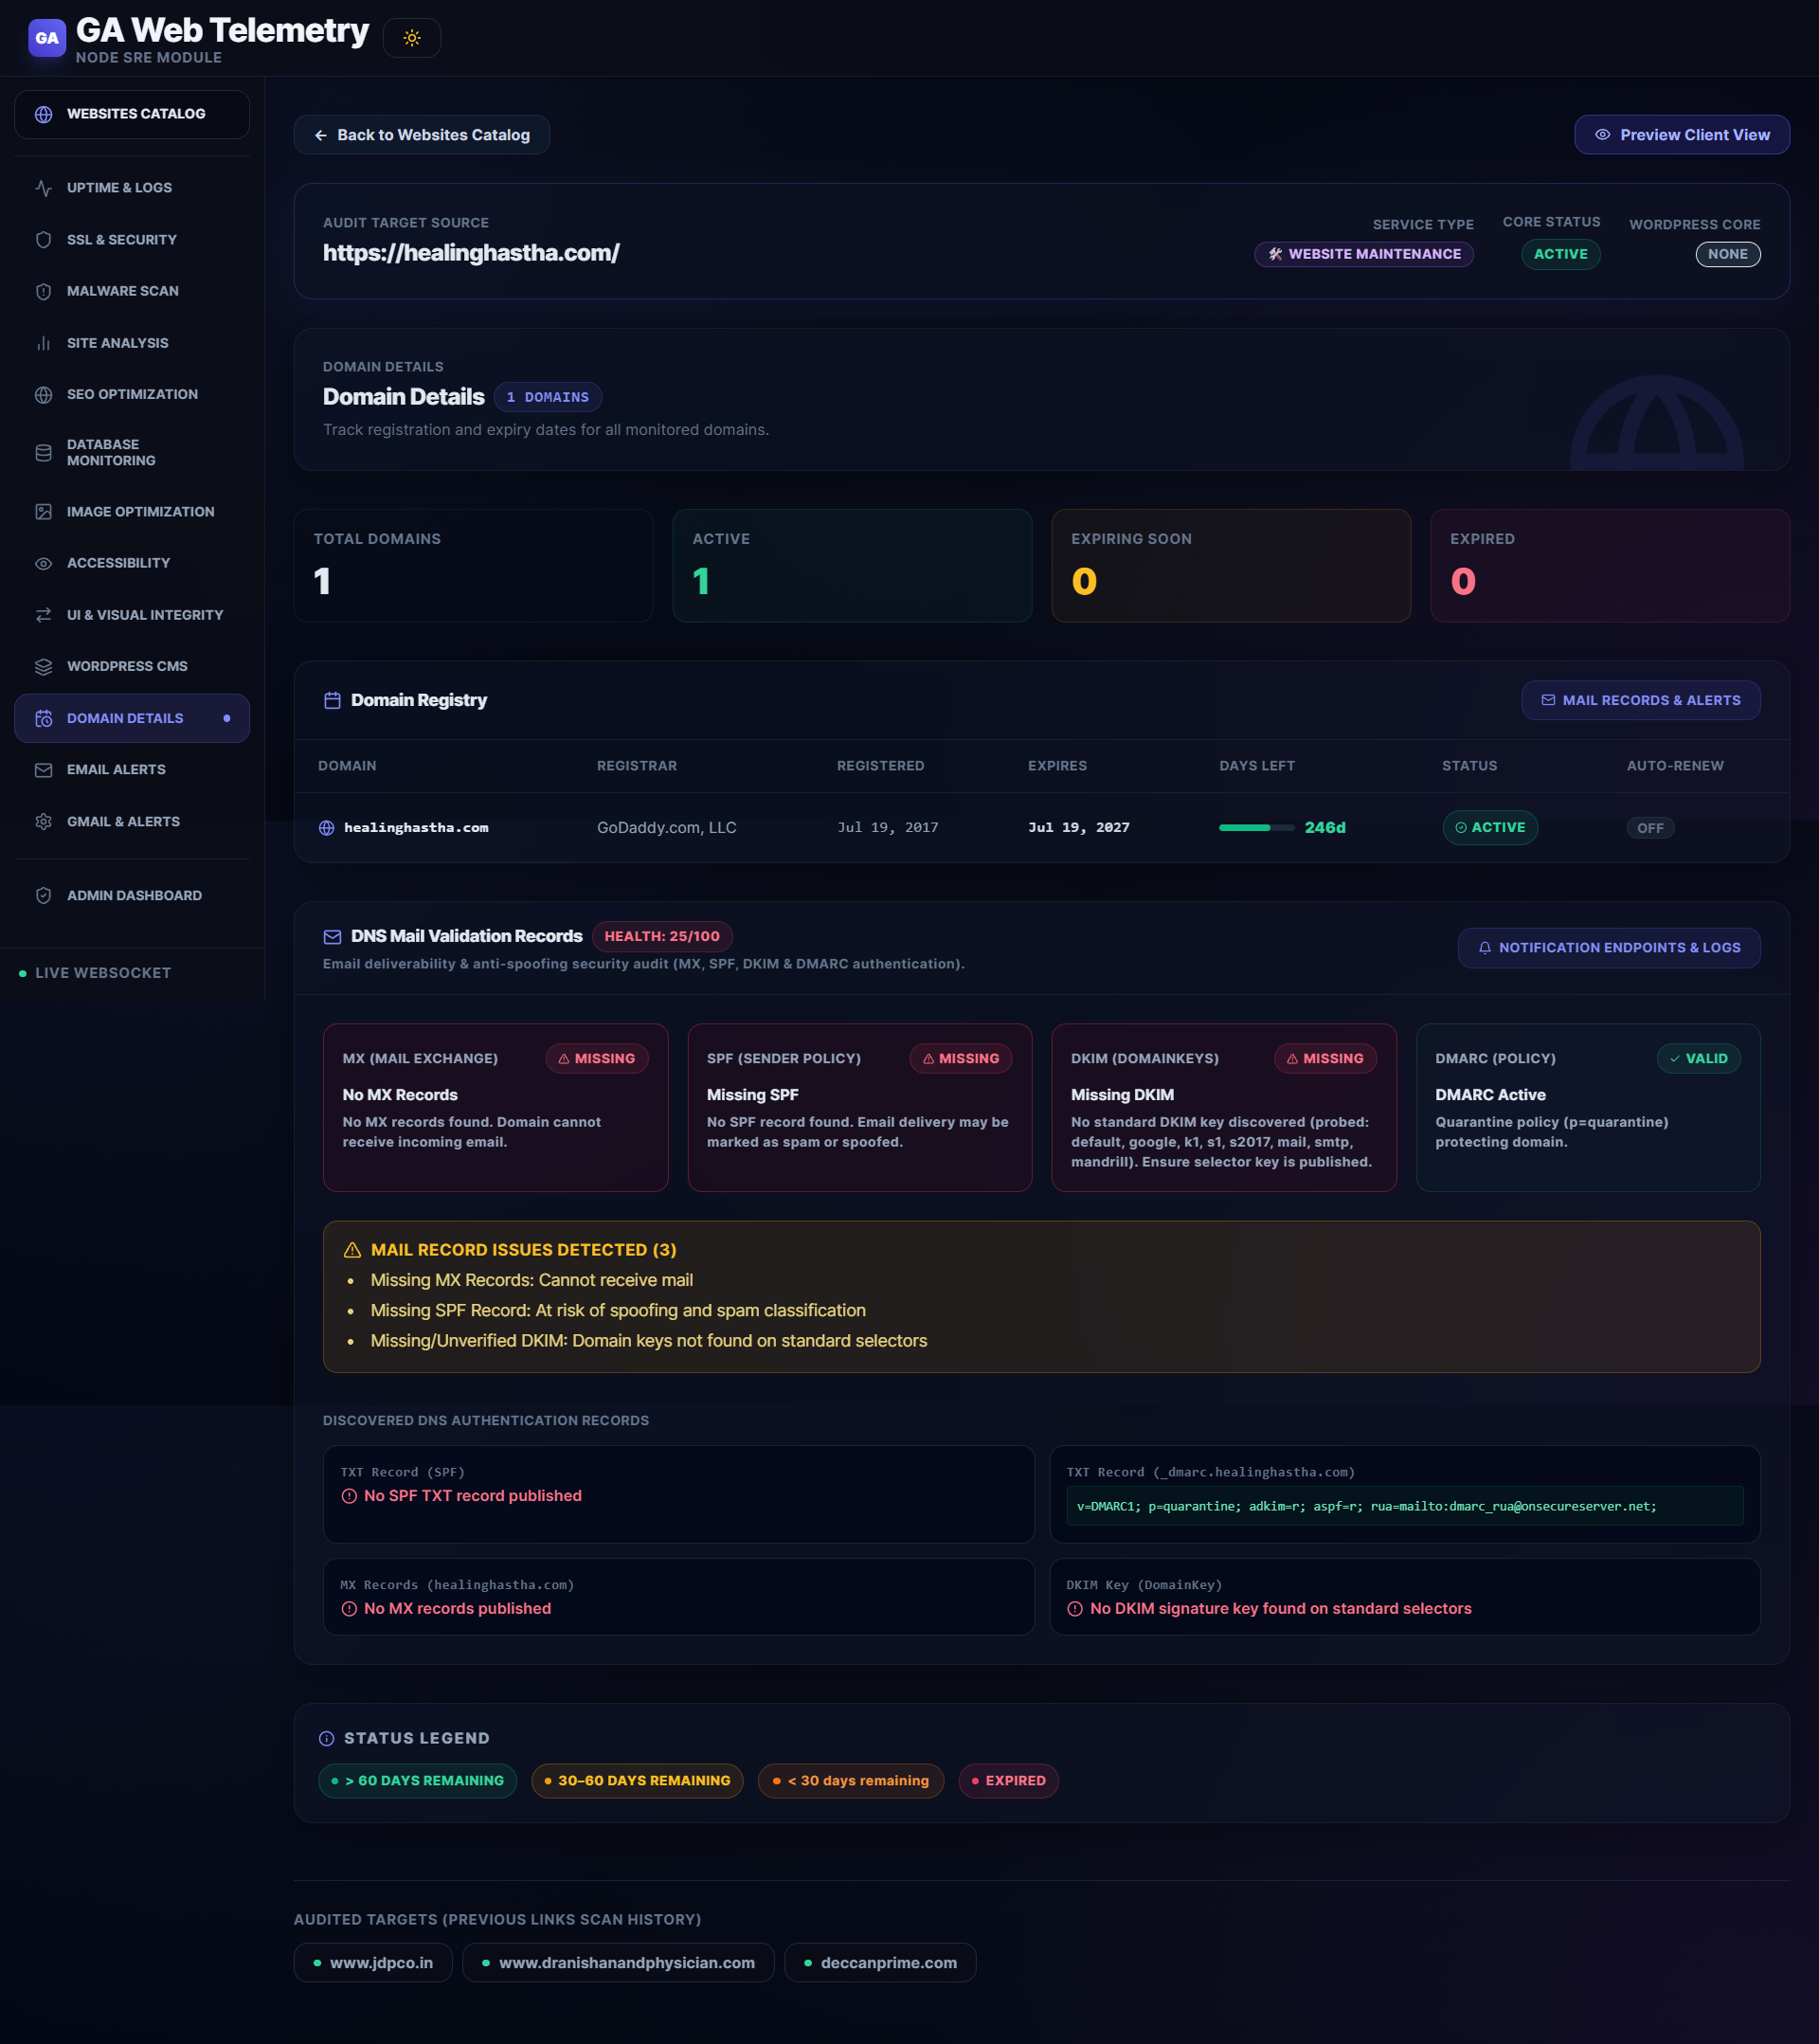 GA
GA Web Telemetry
NODE SRE MODULE
WEBSITES CATALOG
UPTIME & LOGS
SSL & SECURITY
MALWARE SCAN
SITE ANALYSIS
SEO OPTIMIZATION
DATABASE
MONITORING
IMAGE OPTIMIZATION
ACCESSIBILITY
UI & VISUAL INTEGRITY
WORDPRESS CMS
DOMAIN DETAILS
EMAIL ALERTS
GMAIL & ALERTS
ADMIN DASHBOARD
LIVE WEBSOCKET
Back to Websites Catalog
Preview Client View
AUDIT TARGET SOURCE
https://healinghastha.com/
SERVICE TYPE
WEBSITE MAINTENANCE
CORE STATUS
ACTIVE
WORDPRESS CORE
NONE
DOMAIN DETAILS
Domain Details 1 DOMAINS
Track registration and expiry dates for all monitored domains.
TOTAL DOMAINS
1
ACTIVE
1
EXPIRING SOON
0
EXPIRED
0
Domain Registry
MAIL RECORDS & ALERTS
DOMAIN REGISTRAR REGISTERED EXPIRES DAYS LEFT STATUS AUTO-RENEW
healinghastha.com GoDaddy.com, LLC Jul 19, 2017 Jul 19, 2027 246d ACTIVE OFF
DNS Mail Validation Records HEALTH: 25/100
Email deliverability & anti-spoofing security audit (MX, SPF, DKIM & DMARC authentication).
NOTIFICATION ENDPOINTS & LOGS
MX (MAIL EXCHANGE) MISSING
No MX Records
No MX records found. Domain cannot
receive incoming email.
SPF (SENDER POLICY) MISSING
Missing SPF
No SPF record found. Email delivery may be
marked as spam or spoofed.
DKIM (DOMAINKEYS) MISSING
Missing DKIM
No standard DKIM key discovered (probed:
default, google, k1, s1, s2017, mail, smtp,
mandrill). Ensure selector key is published.
DMARC (POLICY) VALID
DMARC Active
Quarantine policy (p=quarantine)
protecting domain.
MAIL RECORD ISSUES DETECTED (3)
• Missing MX Records: Cannot receive mail
• Missing SPF Record: At risk of spoofing and spam classification
• Missing/Unverified DKIM: Domain keys not found on standard selectors
DISCOVERED DNS AUTHENTICATION RECORDS
TXT Record (SPF)
No SPF TXT record published
TXT Record (_dmarc.healinghastha.com)
v=DMARC1; p=quarantine; adkim=r; aspf=r; rua=mailto:dmarc_rua@onsecureserver.net;
MX Records (healinghastha.com)
No MX records published
DKIM Key (DomainKey)
No DKIM signature key found on standard selectors
STATUS LEGEND
> 60 DAYS REMAINING
30–60 DAYS REMAINING
< 30 days remaining
EXPIRED
AUDITED TARGETS (PREVIOUS LINKS SCAN HISTORY)
www.jdpco.in
www.dranishanandphysician.com
deccanprime.com